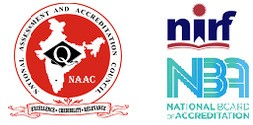 NATIONAL ASSESSMENT AND ACCREDITATION COUNCIL
NAAC
EXCELLENCE • CREDIBILITY • RELEVANCE
nirf
NBA
NATIONAL BOARD
OF ACCREDITATION